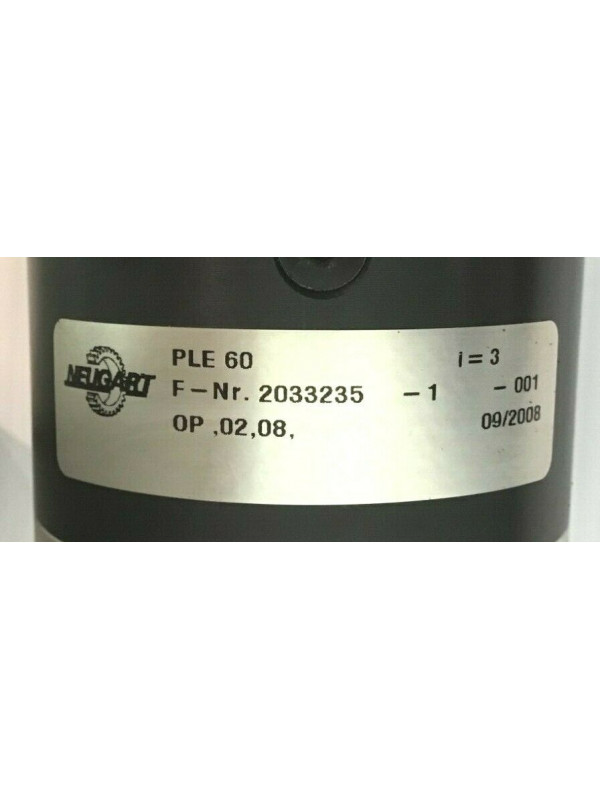 NEUGART
PLE 60 i = 3
F-Nr. 2033235 -1 -001
OP ,02,08, 09/2008